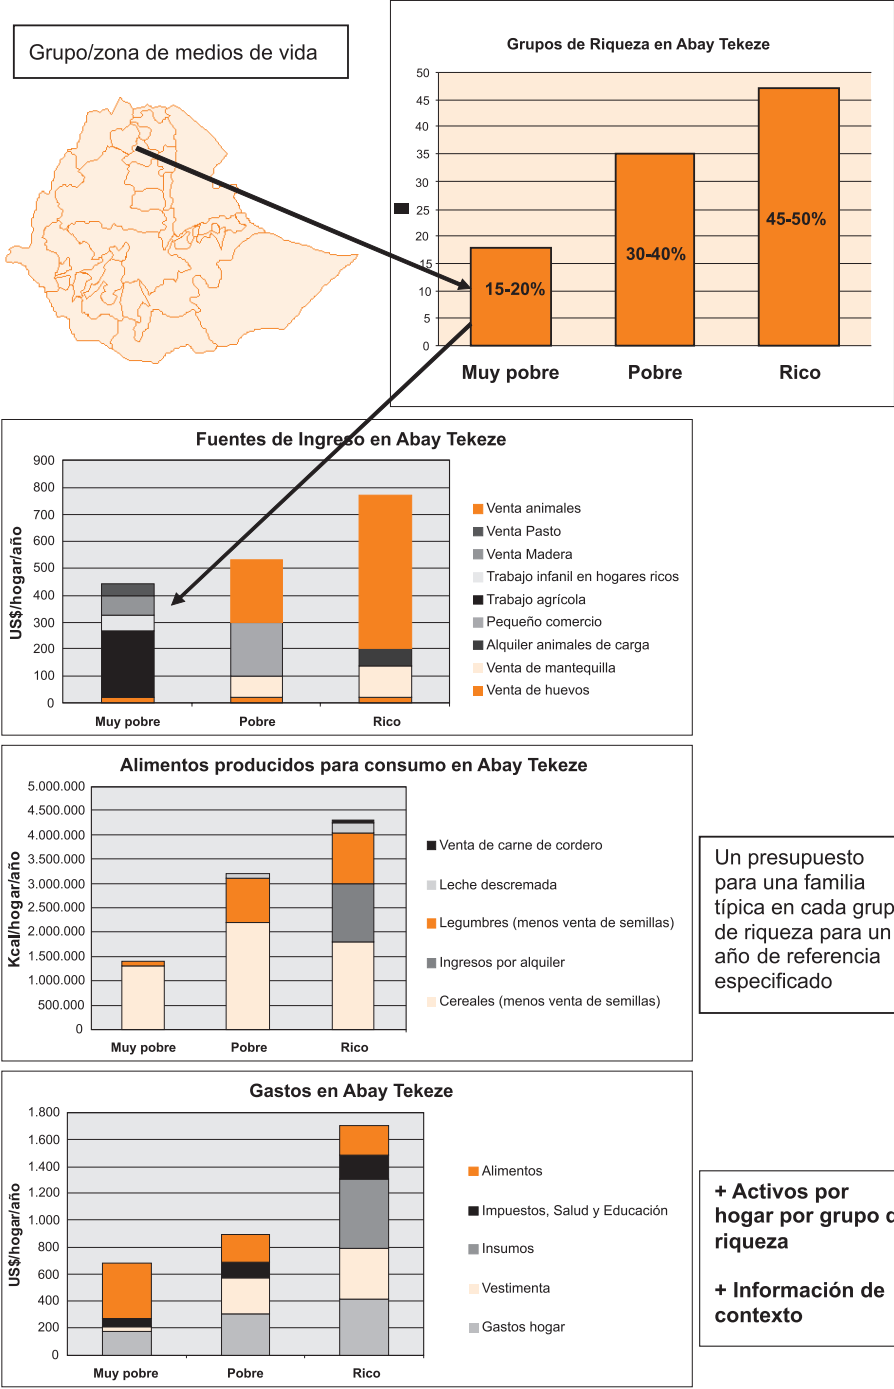 Grupo/zona de medios de vida
Grupos de Riqueza en Abay Tekeze
50
45
40
35
30
25
20
15
10
5
0
15-20%
30-40%
45-50%
Muy pobre
Pobre
Rico
Fuentes de Ingreso en Abay Tekeze
US$/hogar/año
900
800
700
600
500
400
300
200
100
0
Muy pobre
Pobre
Rico
Venta animales
Venta Pasto
Venta Madera
Trabajo infanil en hogares ricos
Trabajo agrícola
Pequeño comercio
Alquiler animales de carga
Venta de mantequilla
Venta de huevos
Alimentos producidos para consumo en Abay Tekeze
Kcal/hogar/año
5.000.000
4.500.000
4.000.000
3.500.000
3.000.000
2.500.000
2.000.000
1.500.000
1.000.000
500.000
0
Muy pobre
Pobre
Rico
Venta de carne de cordero
Leche descremada
Legumbres (menos venta de semillas)
Ingresos por alquiler
Cereales (menos venta de semillas)
Un presupuesto
para una familia
típica en cada grup
de riqueza para un
año de referencia
especificado
Gastos en Abay Tekeze
US$/hogar/año
1.800
1.600
1.400
1.200
1.000
800
600
400
200
0
Muy pobre
Pobre
Rico
Alimentos
Impuestos, Salud y Educación
Insumos
Vestimenta
Gastos hogar
+ Activos por
hogar por grupo d
riqueza
+ Información de
contexto